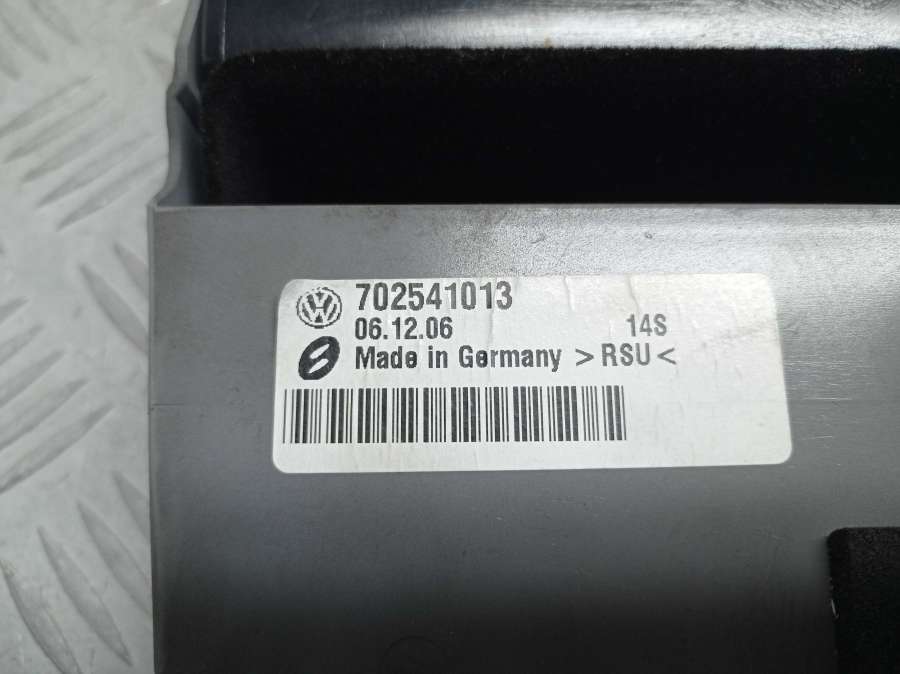 702541013
06.12.06 14S
Made in Germany >RSU<